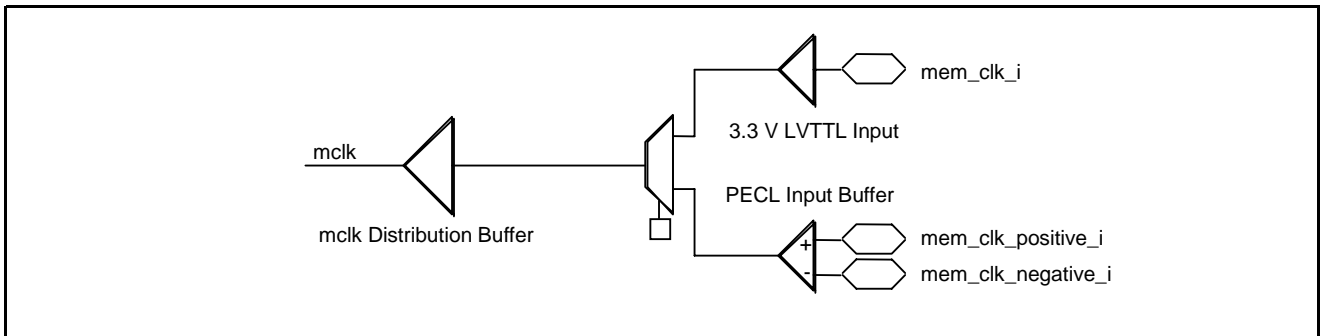 mem_clk_i
3.3 V LVTTL Input
mclk
PECL Input Buffer
mclk Distribution Buffer
+
mem_clk_positive_i
-
mem_clk_negative_i